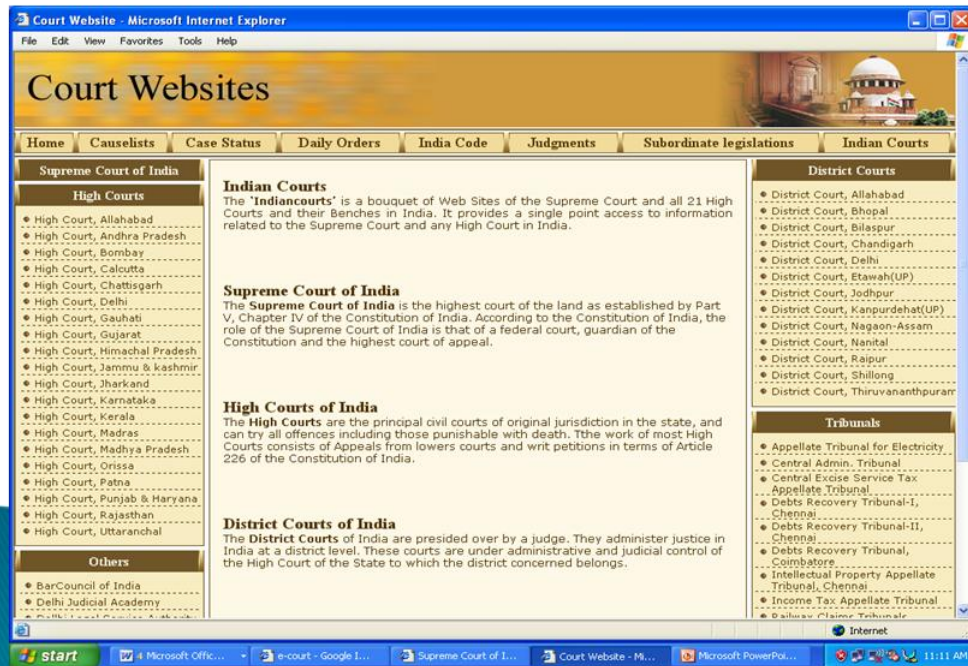 Court Website - Microsoft Internet Explorer
File Edit View Favorites Tools Help
Court Websites
Home Causelists Case Status Daily Orders India Code Judgments Subordinate legislations Indian Courts
Supreme Court of India
High Courts
High Court, Allahabad
High Court, Andhra Pradesh
High Court, Bombay
High Court, Calcutta
High Court, Chattisgarh
High Court, Delhi
High Court, Gauhati
High Court, Gujarat
High Court, Himachal Pradesh
High Court, Jammu & kashmir
High Court, Jharkand
High Court, Karnataka
High Court, Kerala
High Court, Madras
High Court, Madhya Pradesh
High Court, Orissa
High Court, Patna
High Court, Punjab & Haryana
High Court, Rajasthan
High Court, Uttaranchal
Others
BarCouncil of India
Delhi Judicial Academy
Indian Courts
The 'Indiancourts' is a bouquet of Web Sites of the Supreme Court and all 21 High
Courts and their Benches in India. It provides a single point access to information
related to the Supreme Court and any High Court in India.
Supreme Court of India
The Supreme Court of India is the highest court of the land as established by Part
V, Chapter IV of the Constitution of India. According to the Constitution of India, the
role of the Supreme Court of India is that of a federal court, guardian of the
Constitution and the highest court of appeal.
High Courts of India
The High Courts are the principal civil courts of original jurisdiction in the state, and
can try all offences including those punishable with death. Tthe work of most High
Courts consists of Appeals from lowers courts and writ petitions in terms of Article
226 of the Constitution of India.
District Courts of India
The District Courts of India are presided over by a judge. They administer justice in
India at a district level. These courts are under administrative and judicial control of
the High Court of the State to which the district concerned belongs.
District Courts
District Court, Allahabad
District Court, Bhopal
District Court, Bilaspur
District Court, Chandigarh
District Court, Delhi
District Court, Etawah(UP)
District Court, Jodhpur
District Court, Kanpurdehat(UP)
District Court, Nagaon-Assam
District Court, Nanital
District Court, Raipur
District Court, Shillong
District Court, Thiruvananthpuram
Tribunals
Appellate Tribunal for Electricity
Central Admin. Tribunal
Central Excise Service Tax
Appellate Tribunal
Debts Recovery Tribunal-I,
Chennai
Debts Recovery Tribunal-II,
Chennai
Debts Recovery Tribunal,
Coimbatore
Intellectual Property Appellate
Tribunal, Chennai
Income Tax Appellate Tribunal
Railway Claims Tribunals
Internet
start 4 Microsoft Offic... e-court - Google I... Supreme Court of I... Court Website - Mi... Microsoft PowerPoi... 11:11 AM